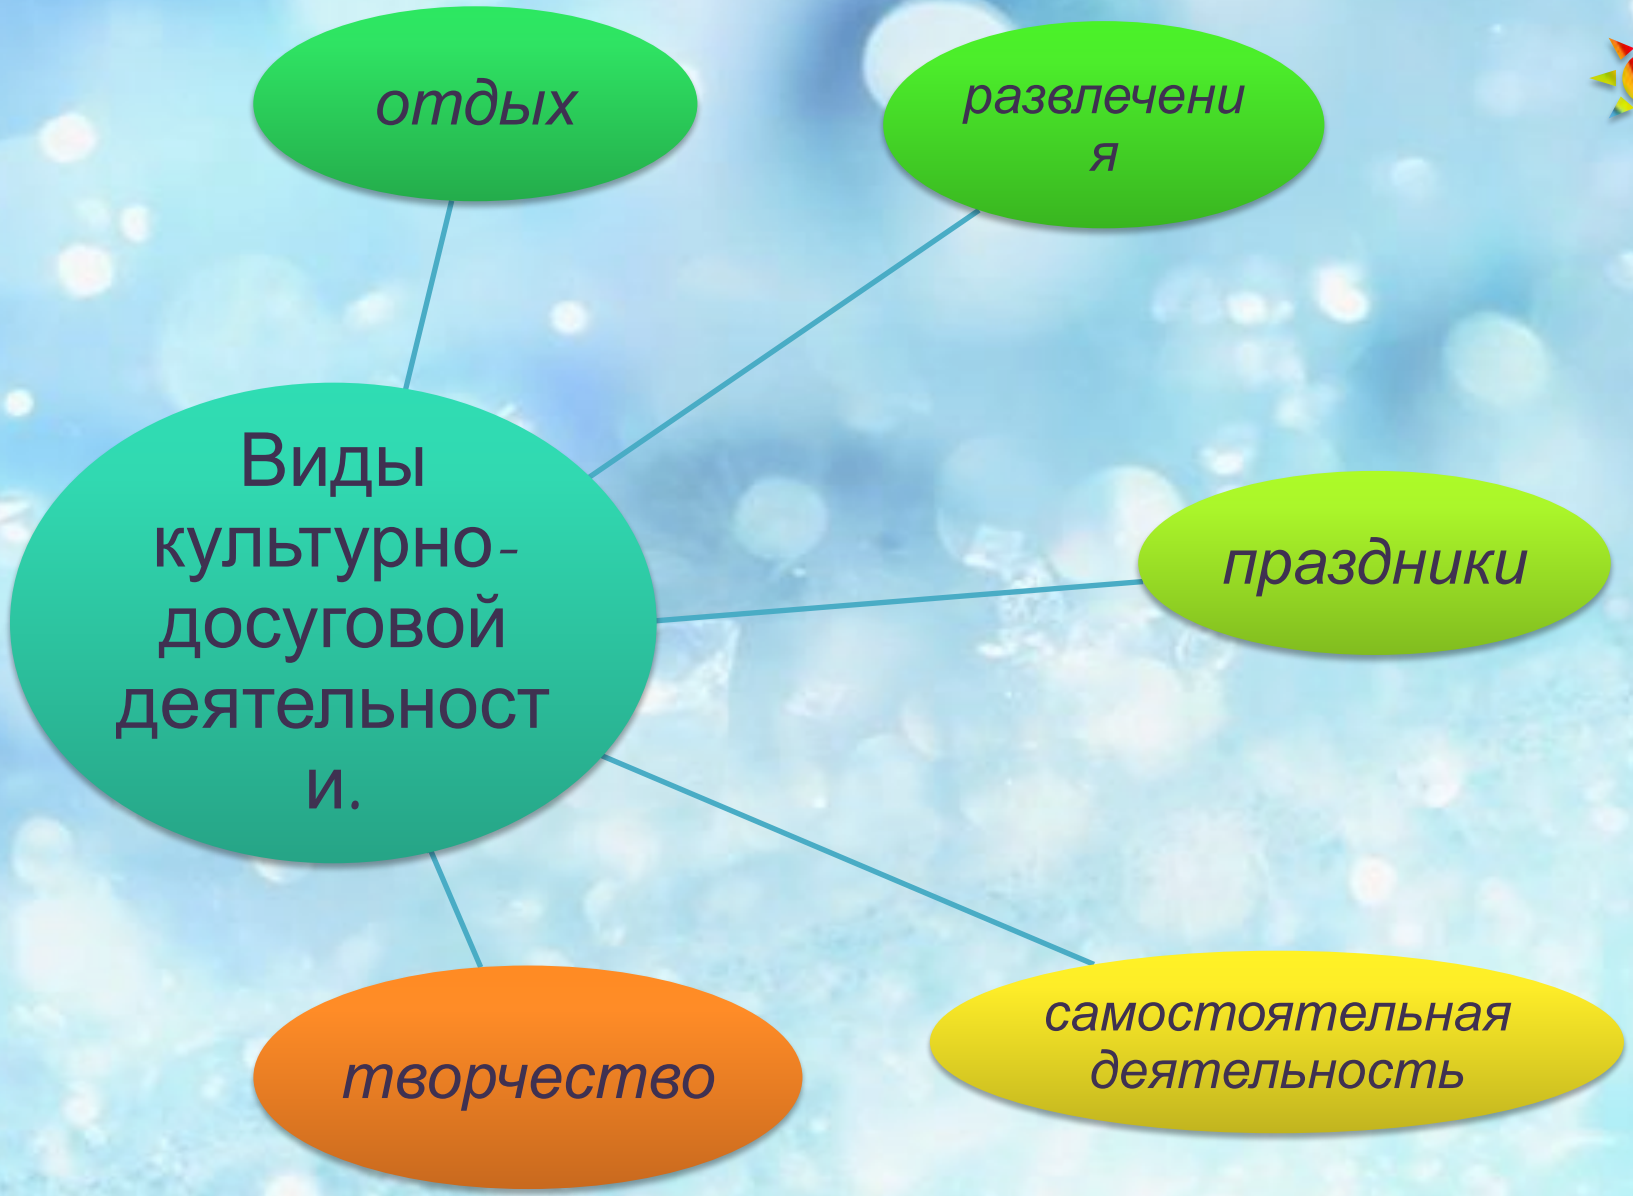 отдых
развлечени
я
Виды
культурно-
досуговой
деятельност
и.
праздники
самостоятельная
деятельность
творчество